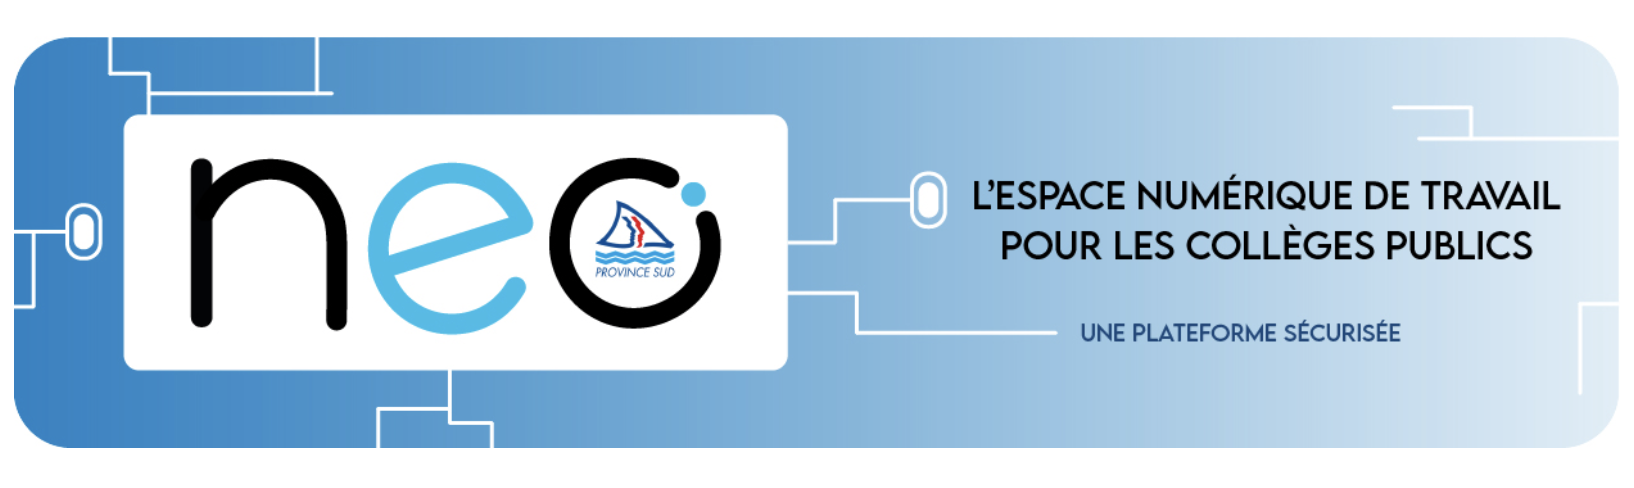 neo
PROVINCE SUD
L'ESPACE NUMÉRIQUE DE TRAVAIL
POUR LES COLLÈGES PUBLICS
UNE PLATEFORME SÉCURISÉE